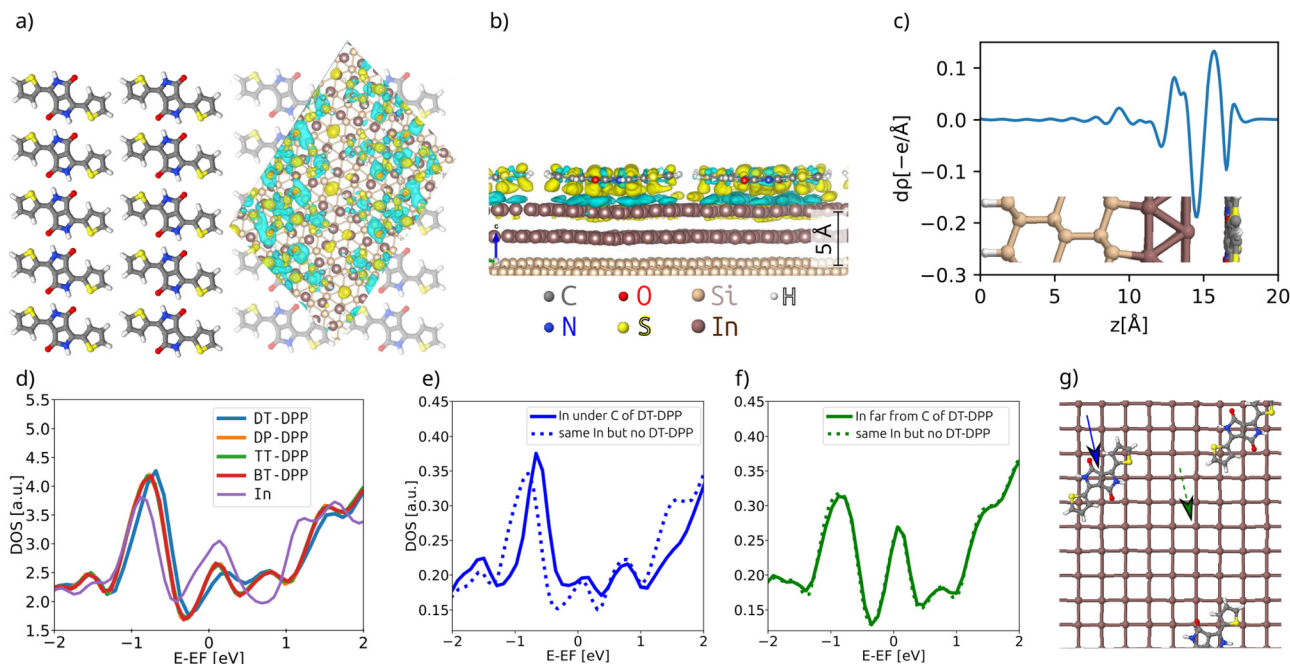 a)
b)
c
5 Å
C
O
Si
H
N
S
In
c)
dρ[−e/Å]
0.1
0.0
−0.1
−0.2
−0.3
0
5
10
15
20
z[Å]
d)
DOS [a.u.]
5.5
5.0
4.5
4.0
3.5
3.0
2.5
2.0
1.5
DT-DPP
DP-DPP
TT-DPP
BT-DPP
In
−2
−1
0
1
2
E-EF [eV]
e)
DOS [a.u.]
0.45
0.40
0.35
0.30
0.25
0.20
0.15
In under C of DT-DPP
same In but no DT-DPP
−2
−1
0
1
2
E-EF [eV]
f)
0.45
0.40
0.35
0.30
0.25
0.20
0.15
In far from C of DT-DPP
same In but no DT-DPP
−2
−1
0
1
2
E-EF [eV]
g)